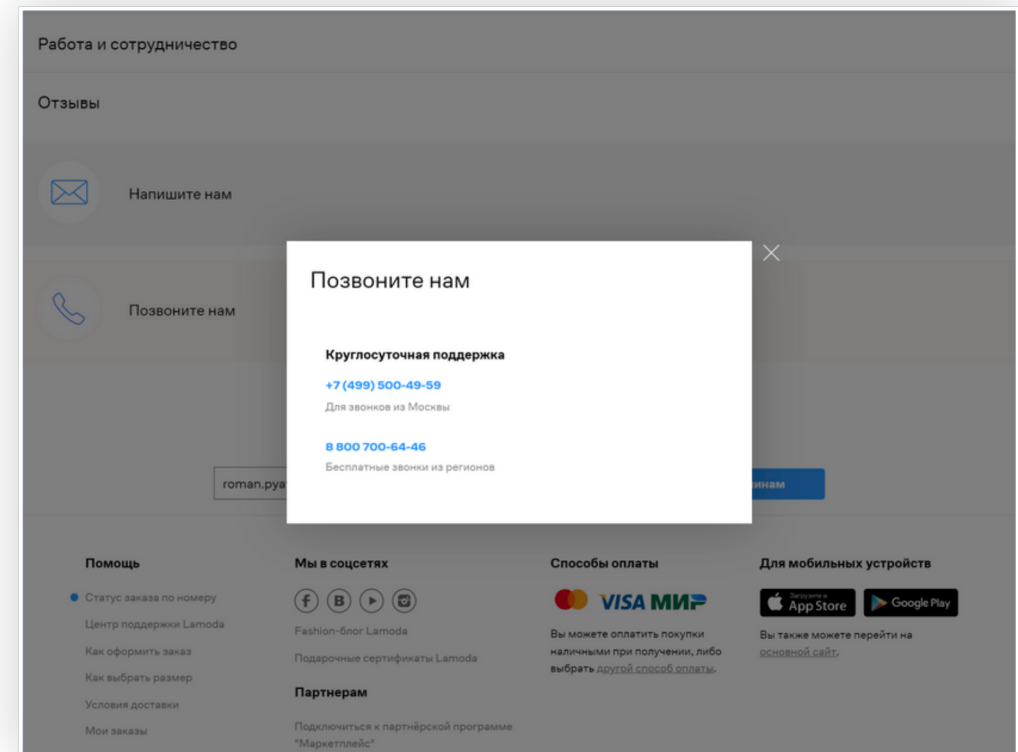 Работа и сотрудничество
Отзывы
Напишите нам
Позвоните нам
Позвоните нам
Круглосуточная поддержка
+7 (499) 500-49-59
Для звонков из Москвы
8 800 700-64-46
Бесплатные звонки из регионов
Помощь
Статус заказа по номеру
Центр поддержки Lamoda
Как оформить заказ
Как выбрать размер
Условия доставки
Мои заказы
Мы в соцсетях
Fashion-блог Lamoda
Подарочные сертификаты Lamoda
Партнерам
Подключиться к партнёрской программе
"Маркетплейс"
Способы оплаты
VISA МИР
Вы можете оплатить покупки
наличными при получении, либо
выбрать другой способ оплаты.
Для мобильных устройств
Загрузите в
App Store
Google Play
Вы также можете перейти на
основной сайт.